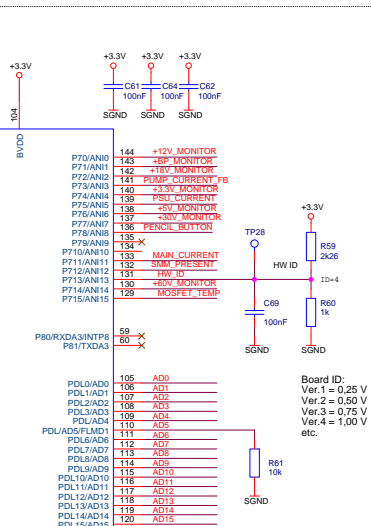 +3.3V +3.3V +3.3V
+3.3V
C61 C64 C62
100nF 100nF 100nF
104
SGND SGND SGND
BVDD
P70/ANI0 144 +12V_MONITOR
P71/ANI1 143 +BP_MONITOR
P72/ANI2 142 +18V_MONITOR
P73/ANI3 141 PUMP_CURRENT_FB
P74/ANI4 140 +3.3V_MONITOR
P75/ANI5 139 PSU_CURRENT
P76/ANI6 138 +5V_MONITOR
P77/ANI7 137 +30V_MONITOR
P78/ANI8 136 PENCIL_BUTTON
P79/ANI9 135
P710/ANI10 134
P711/ANI11 133 MAIN_CURRENT
P712/ANI12 132 SMM_PRESENT
P713/ANI13 131 HW_ID
P714/ANI14 130 +60V_MONITOR
P715/ANI15 129 MOSFET_TEMP
+3.3V
TP28
R59
2k26
HW ID
ID=4
C69
100nF
R60
1k
SGND SGND
P80/RXDA3/INTP8 59
P81/TXDA3 60
PDL0/AD0 105 AD0
PDL1/AD1 106 AD1
PDL2/AD2 107 AD2
PDL3/AD3 108 AD3
PDL/AD4 109 AD4
PDL/AD5/FLMD1 110 AD5
PDL6/AD6 111 AD6
PDL7/AD7 112 AD7
PDL8/AD8 113 AD8
PDL9/AD9 114 AD9
PDL10/AD10 115 AD10
PDL11/AD11 116 AD11
PDL12/AD12 117 AD12
PDL13/AD13 118 AD13
PDL14/AD14 119 AD14
PDL15/AD15 120 AD15
Board ID:
Ver.1 = 0,25 V
Ver.2 = 0,50 V
Ver.3 = 0,75 V
Ver.4 = 1,00 V
etc.
R61
10k
SGND